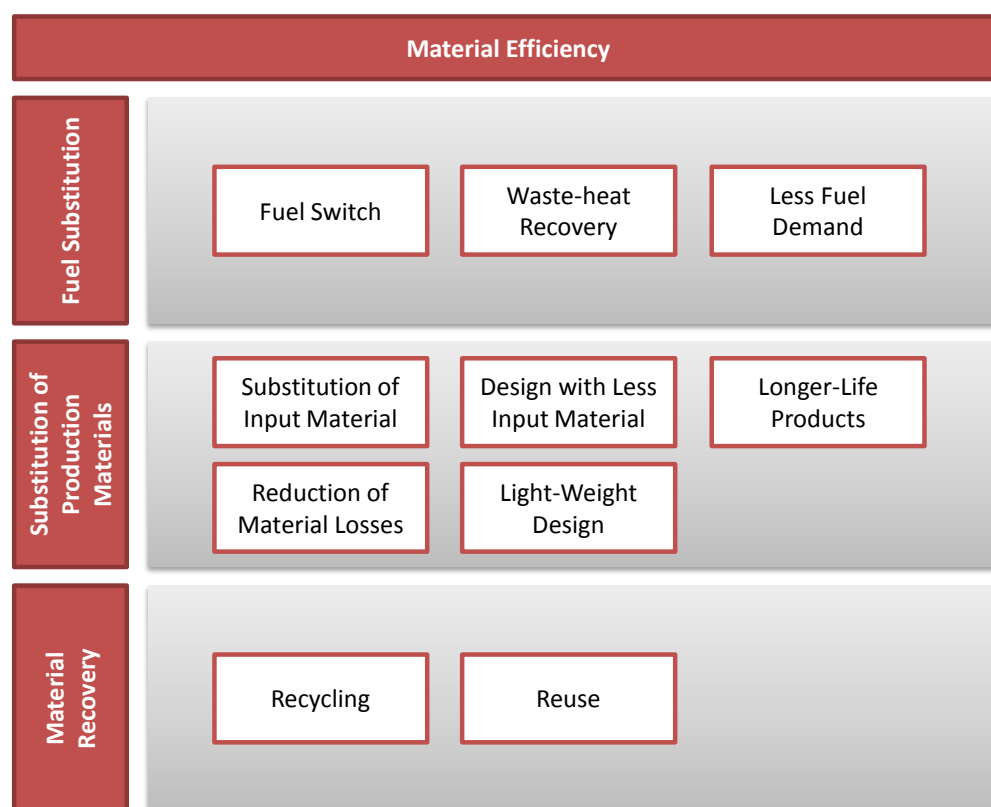 Material Efficiency
Fuel Substitution
Fuel Switch
Waste-heat
Recovery
Less Fuel
Demand
Substitution of
Production
Materials
Substitution of
Input Material
Design with Less
Input Material
Longer-Life
Products
Reduction of
Material Losses
Light-Weight
Design
Material
Recovery
Recycling
Reuse